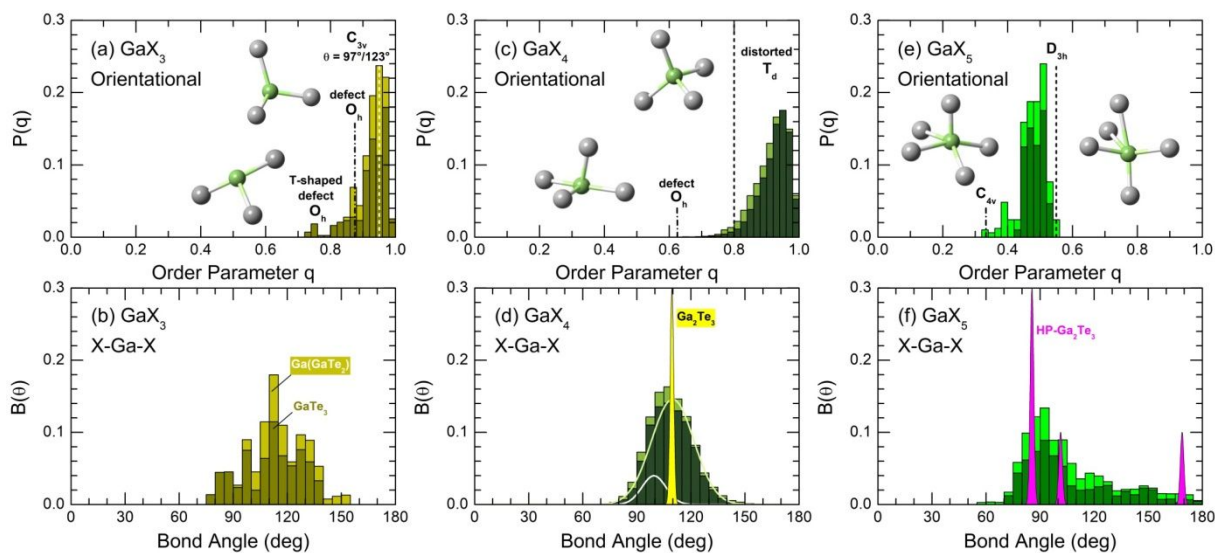 (a) GaX₃
Orientational
C₃ᵥ
θ = 97°/123°
defect
Oₕ
T-shaped
defect
Oₕ
P(q)
0.3
0.2
0.1
0.0
0.0 0.2 0.4 0.6 0.8 1.0
Order Parameter q
(c) GaX₄
Orientational
distorted
T_d
defect
Oₕ
P(q)
0.3
0.2
0.1
0.0
0.0 0.2 0.4 0.6 0.8 1.0
Order Parameter q
(e) GaX₅
Orientational
D₃ₕ
C₄ᵥ
P(q)
0.3
0.2
0.1
0.0
0.0 0.2 0.4 0.6 0.8 1.0
Order Parameter q
(b) GaX₃
X-Ga-X
Ga(GaTe₂)
GaTe₃
B(θ)
0.3
0.2
0.1
0.0
0 30 60 90 120 150 180
Bond Angle (deg)
(d) GaX₄
X-Ga-X
Ga₂Te₃
B(θ)
0.3
0.2
0.1
0.0
0 30 60 90 120 150 180
Bond Angle (deg)
(f) GaX₅
X-Ga-X
HP-Ga₂Te₃
B(θ)
0.3
0.2
0.1
0.0
0 30 60 90 120 150 180
Bond Angle (deg)